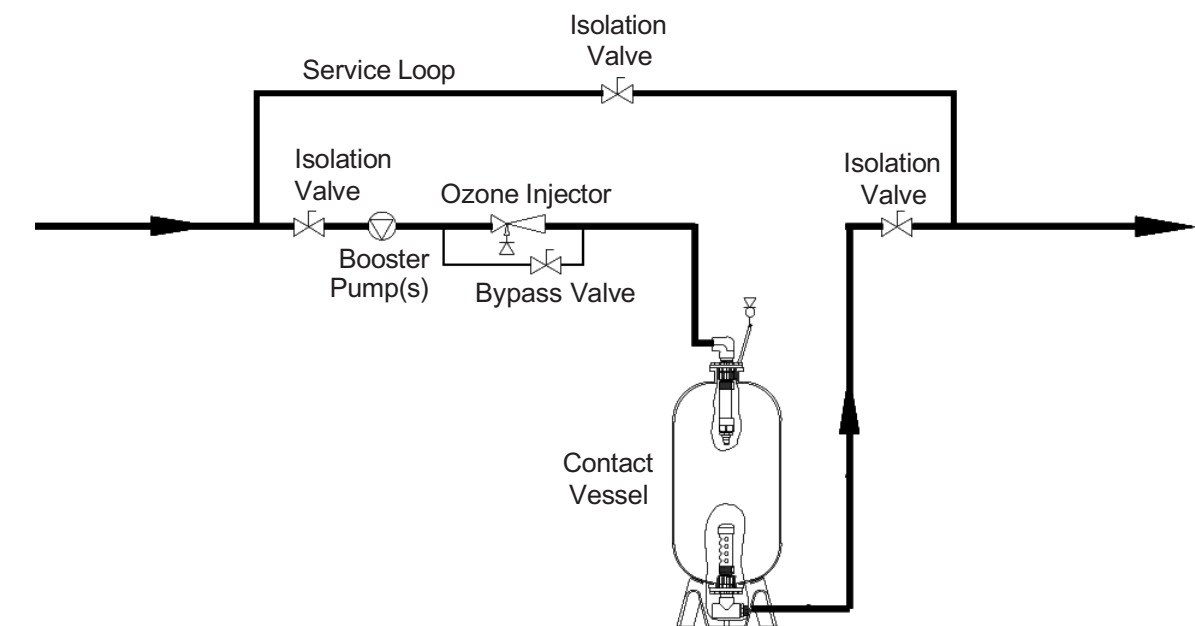 Isolation
Valve
Service Loop
Isolation
Valve
Ozone Injector
Isolation
Valve
Booster
Pump(s)
Bypass Valve
Contact
Vessel